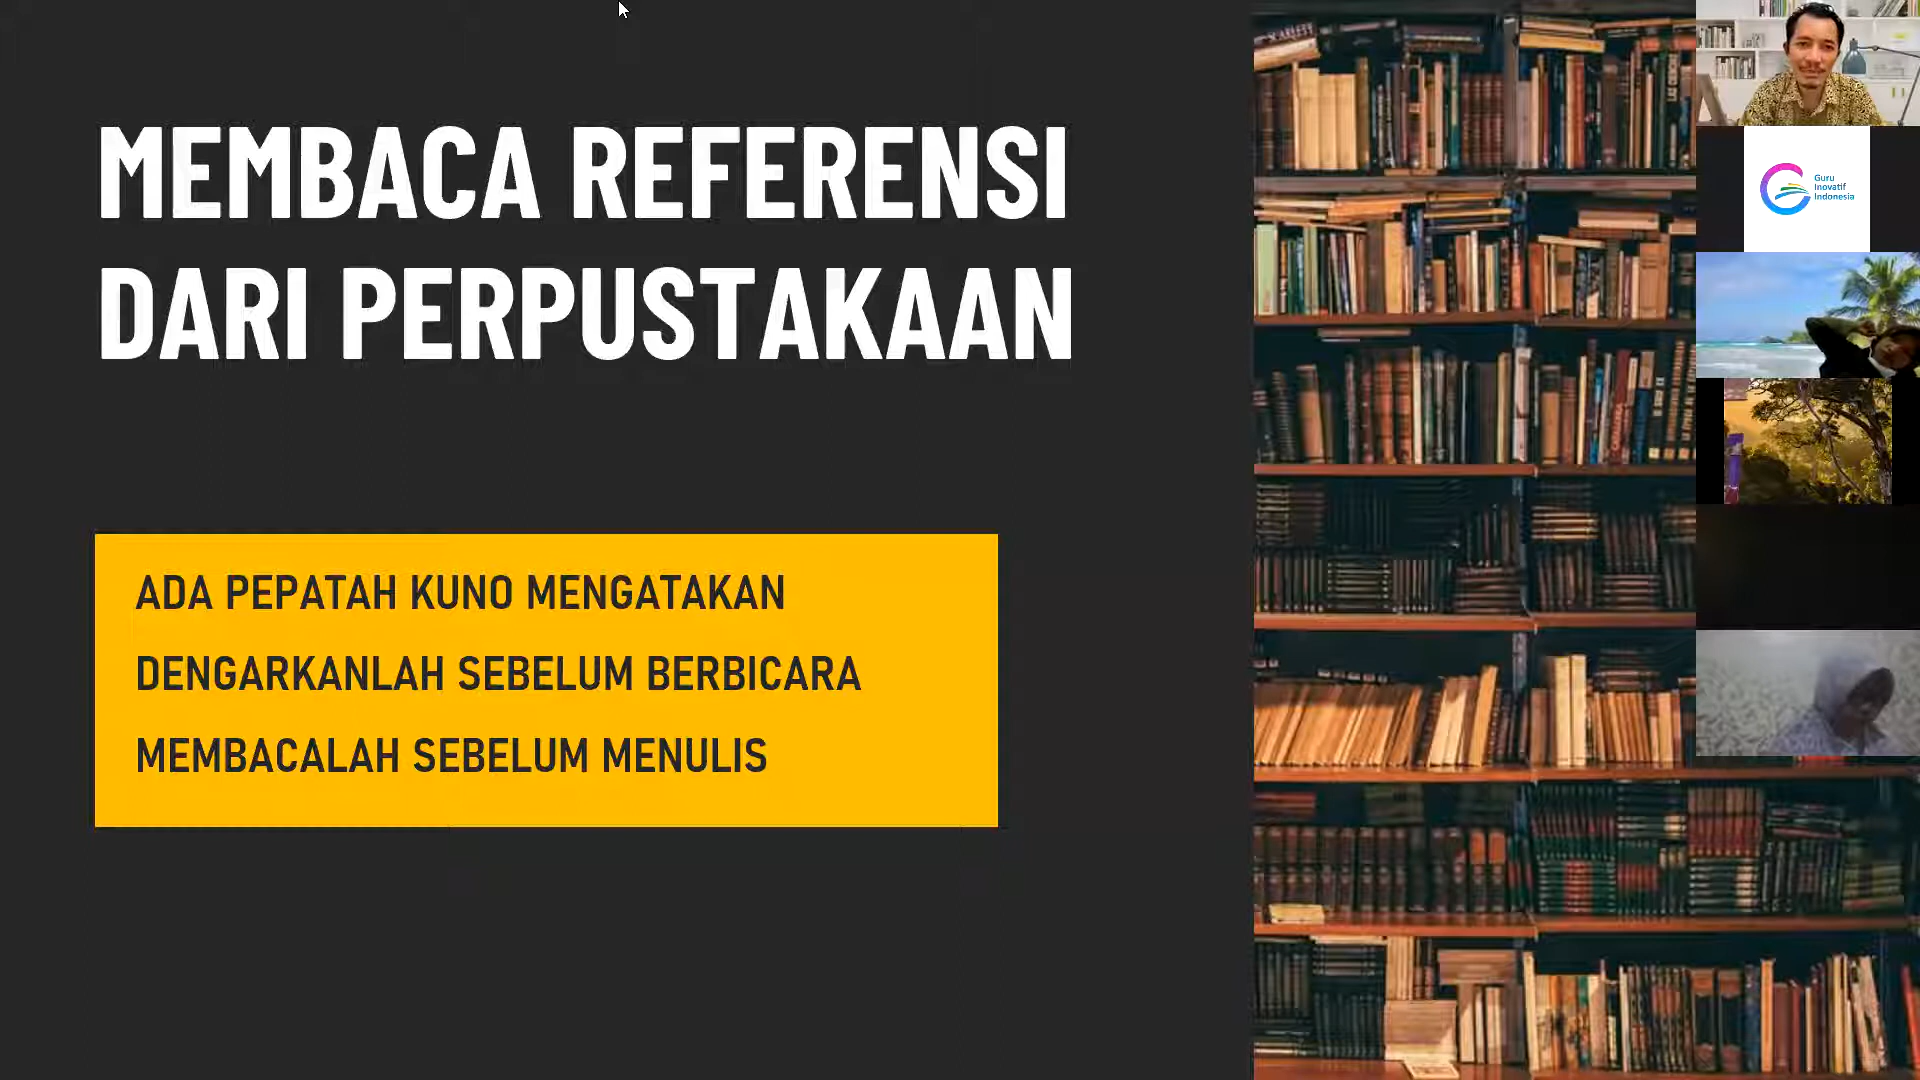 MEMBACA REFERENSI
DARI PERPUSTAKAAN
ADA PEPATAH KUNO MENGATAKAN
DENGARKANLAH SEBELUM BERBICARA
MEMBACALAH SEBELUM MENULIS
Guru
Inovatif
Indonesia